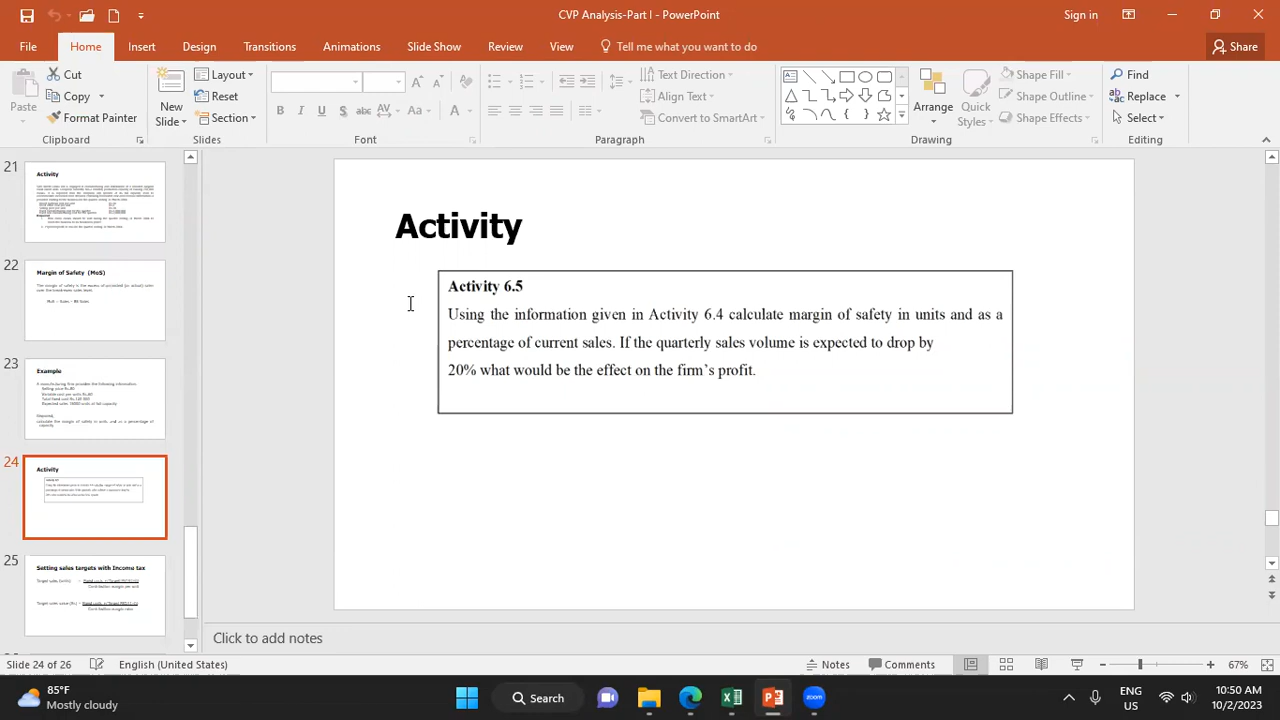 CVP Analysis-Part I - PowerPoint
Sign in
File
Home
Insert
Design
Transitions
Animations
Slide Show
Review
View
Tell me what you want to do
Share
Paste
Cut
Copy
Format Painter
Clipboard
New
Slide
Layout
Reset
Section
Slides
Font
Text Direction
Align Text
Convert to SmartArt
Paragraph
Arrange
Quick
Styles
Shape Fill
Shape Outline
Shape Effects
Drawing
Find
Replace
Select
Editing
21
Activity
22
Margin of Safety (MoS)
23
Example
24
Activity
25
Setting sales targets with Income tax
Activity
Activity 6.5
Using the information given in Activity 6.4 calculate margin of safety in units and as a
percentage of current sales. If the quarterly sales volume is expected to drop by
20% what would be the effect on the firm's profit.
Click to add notes
Slide 24 of 26
English (United States)
Notes
Comments
67%
85°F
Mostly cloudy
Search
zoom
ENG
US
10:50 AM
10/2/2023